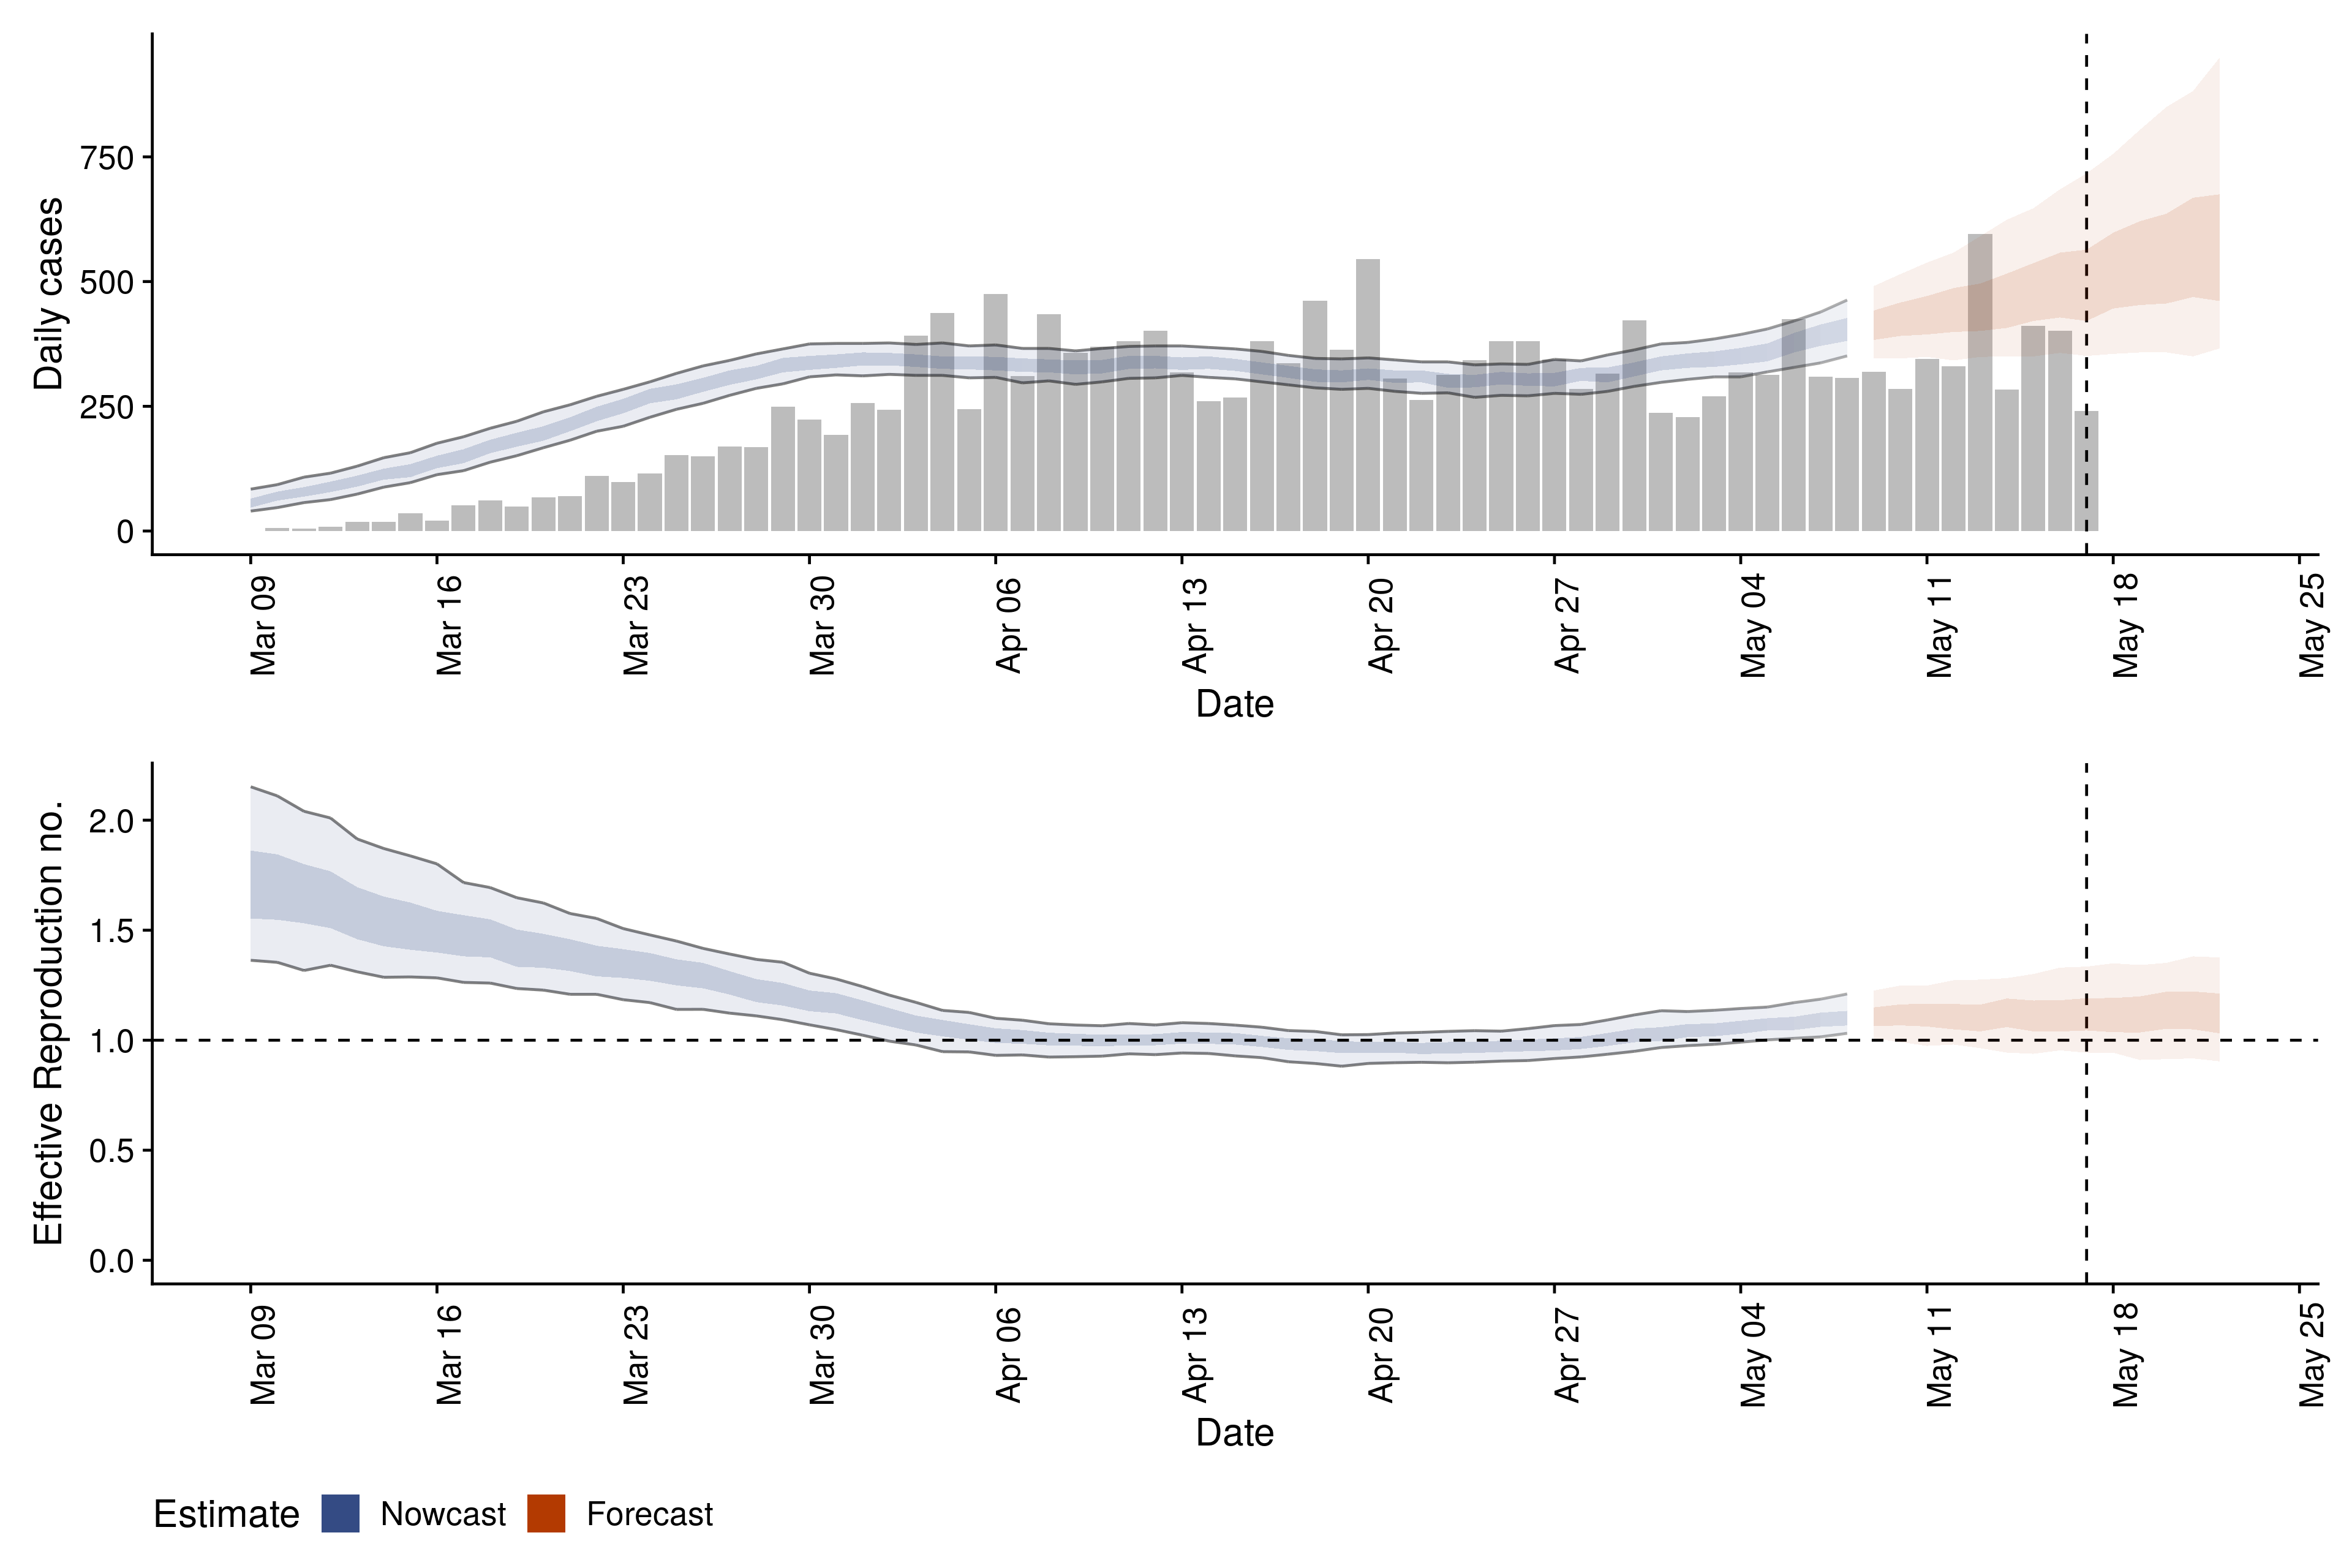 Daily cases
750
500
250
0
Mar 09
Mar 16
Mar 23
Mar 30
Apr 06
Apr 13
Apr 20
Apr 27
May 04
May 11
May 18
May 25
Date
Effective Reproduction no.
2.0
1.5
1.0
0.5
0.0
Mar 09
Mar 16
Mar 23
Mar 30
Apr 06
Apr 13
Apr 20
Apr 27
May 04
May 11
May 18
May 25
Date
Estimate Nowcast Forecast